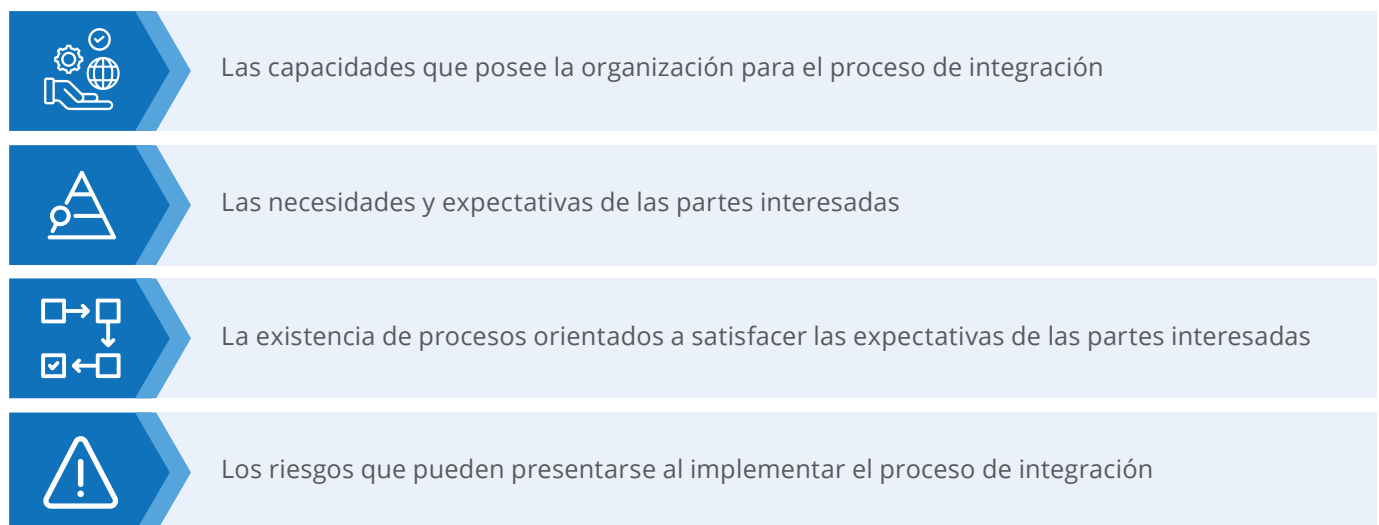 Las capacidades que posee la organización para el proceso de integración
Las necesidades y expectativas de las partes interesadas
La existencia de procesos orientados a satisfacer las expectativas de las partes interesadas
Los riesgos que pueden presentarse al implementar el proceso de integración